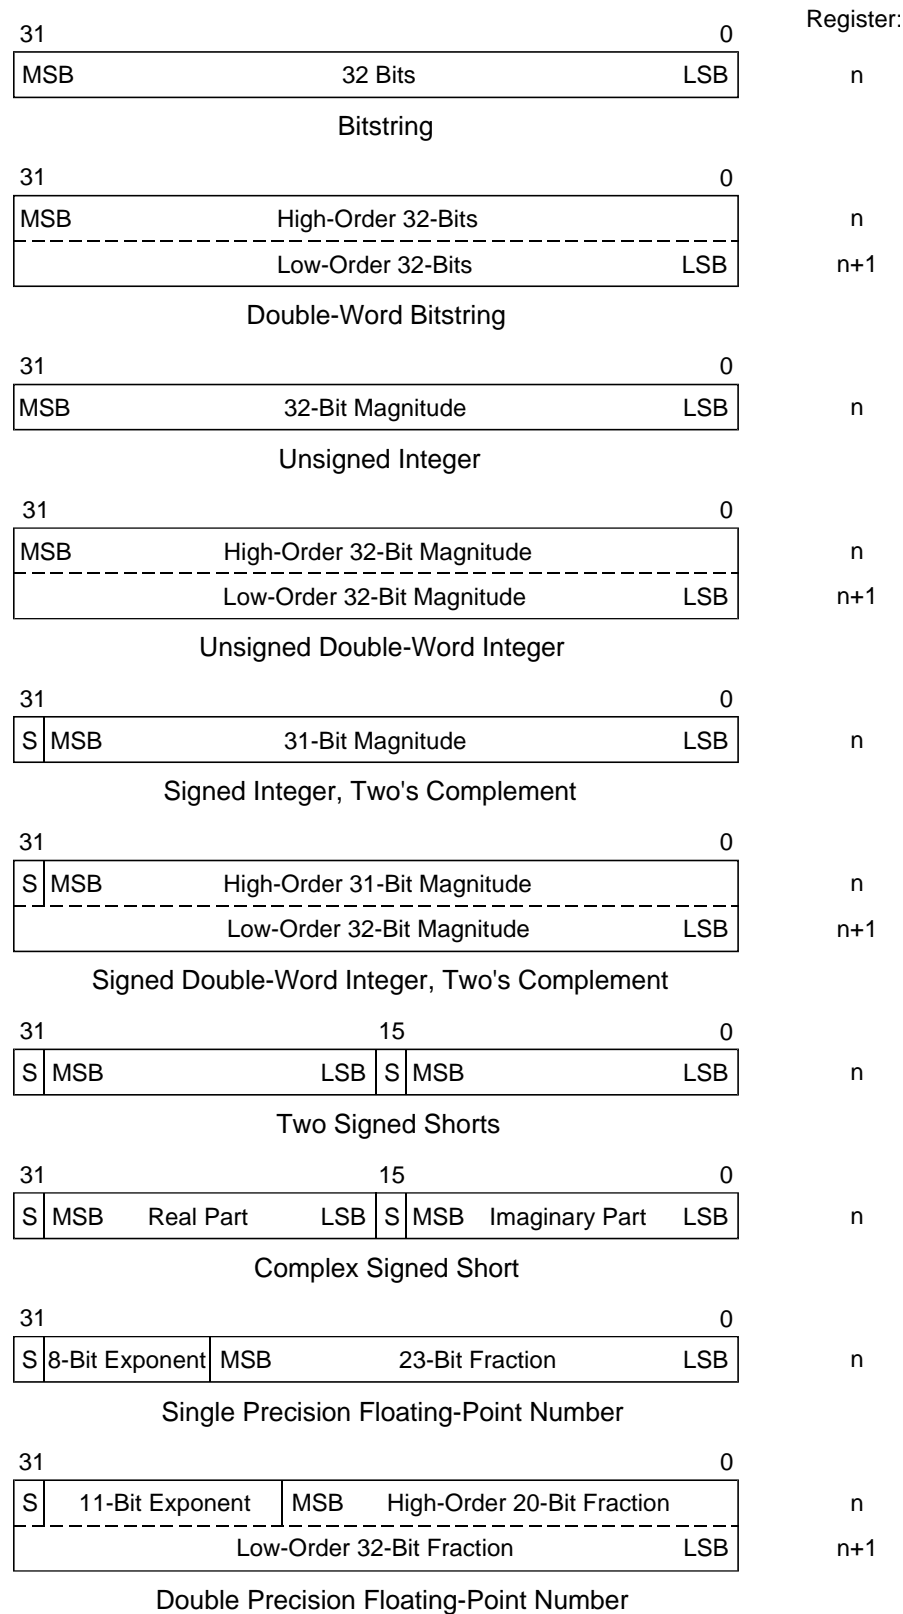 Register:
31 0
MSB 32 Bits LSB n
Bitstring
31 0
MSB High-Order 32-Bits n
Low-Order 32-Bits LSB n+1
Double-Word Bitstring
31 0
MSB 32-Bit Magnitude LSB n
Unsigned Integer
31 0
MSB High-Order 32-Bit Magnitude n
Low-Order 32-Bit Magnitude LSB n+1
Unsigned Double-Word Integer
31 0
S MSB 31-Bit Magnitude LSB n
Signed Integer, Two's Complement
31 0
S MSB High-Order 31-Bit Magnitude n
Low-Order 32-Bit Magnitude LSB n+1
Signed Double-Word Integer, Two's Complement
31 15 0
S MSB LSB S MSB LSB n
Two Signed Shorts
31 15 0
S MSB Real Part LSB S MSB Imaginary Part LSB n
Complex Signed Short
31 0
S 8-Bit Exponent MSB 23-Bit Fraction LSB n
Single Precision Floating-Point Number
31 0
S 11-Bit Exponent MSB High-Order 20-Bit Fraction n
Low-Order 32-Bit Fraction LSB n+1
Double Precision Floating-Point Number